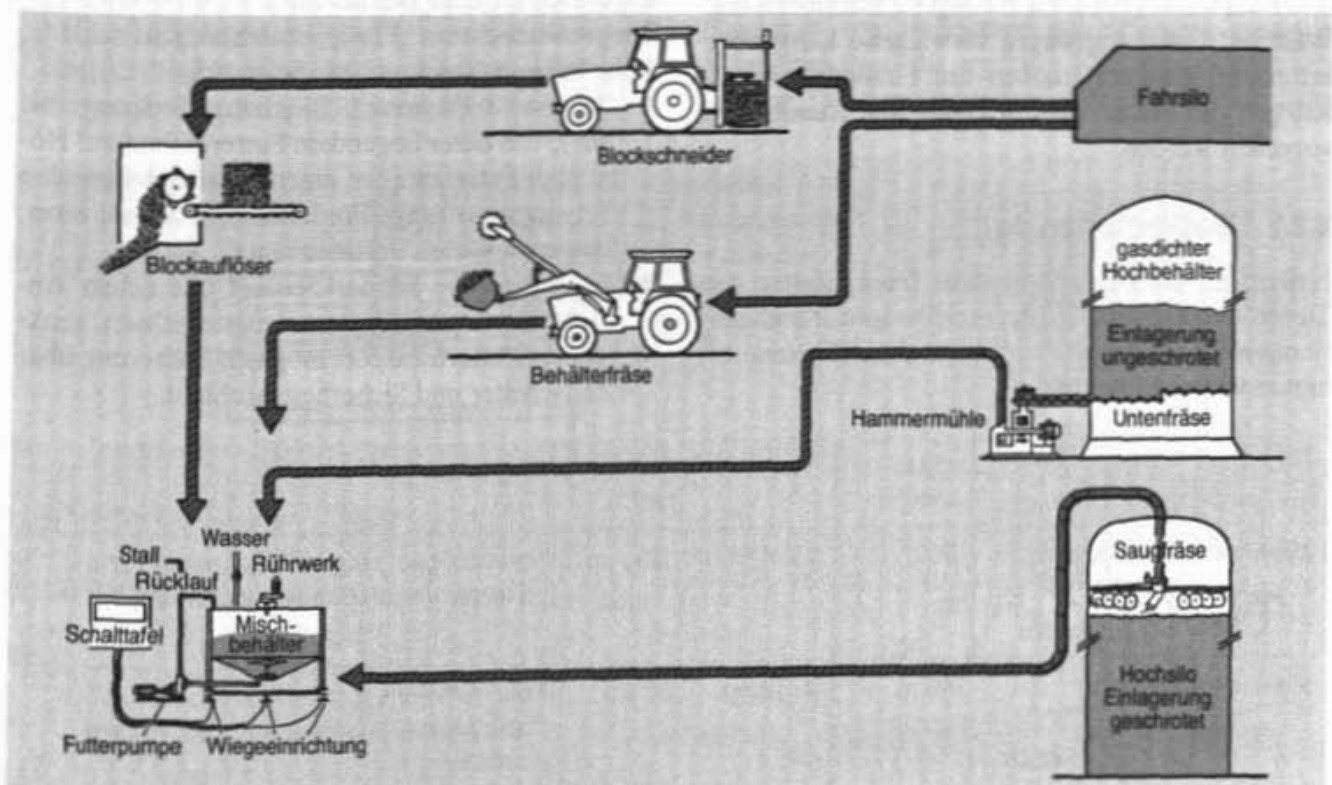 Fahrsilo
Blockschneider
gasdichter
Hochbehälter
Blockauflöser
Einlagerung
ungeschrotet
Behälterfräse
Hammermühle
Untenfräse
Wasser
Stall
Rührwerk
Saugfräse
Rücklauf
Misch-
behälter
Schalttafel
Hochsilo
Einlagerung
geschrotet
Futterpumpe
Wiegeeinrichtung